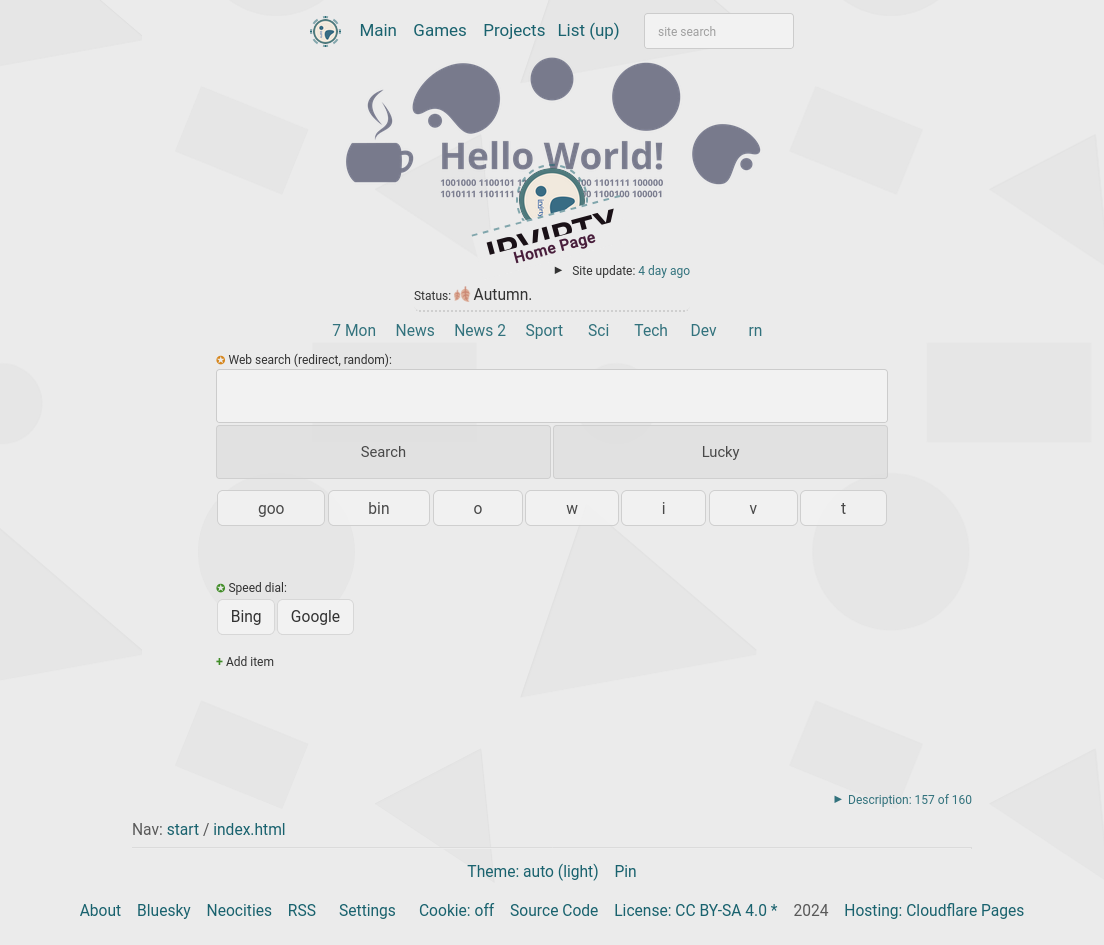 Main Games Projects List (up) site search
Hello World!
1001000 1100101 1 00 1101111 100000
1010111 1101111 0 1100100 100001
Home Page
► Site update: 4 day ago
Status: 🍂 Autumn.
7 Mon News News 2 Sport Sci Tech Dev rn
✪ Web search (redirect, random):
Search Lucky
goo bin o w i v t
✪ Speed dial:
Bing Google
+ Add item
► Description: 157 of 160
Nav: start / index.html
Theme: auto (light) Pin
About Bluesky Neocities RSS Settings Cookie: off Source Code License: CC BY-SA 4.0 * 2024 Hosting: Cloudflare Pages